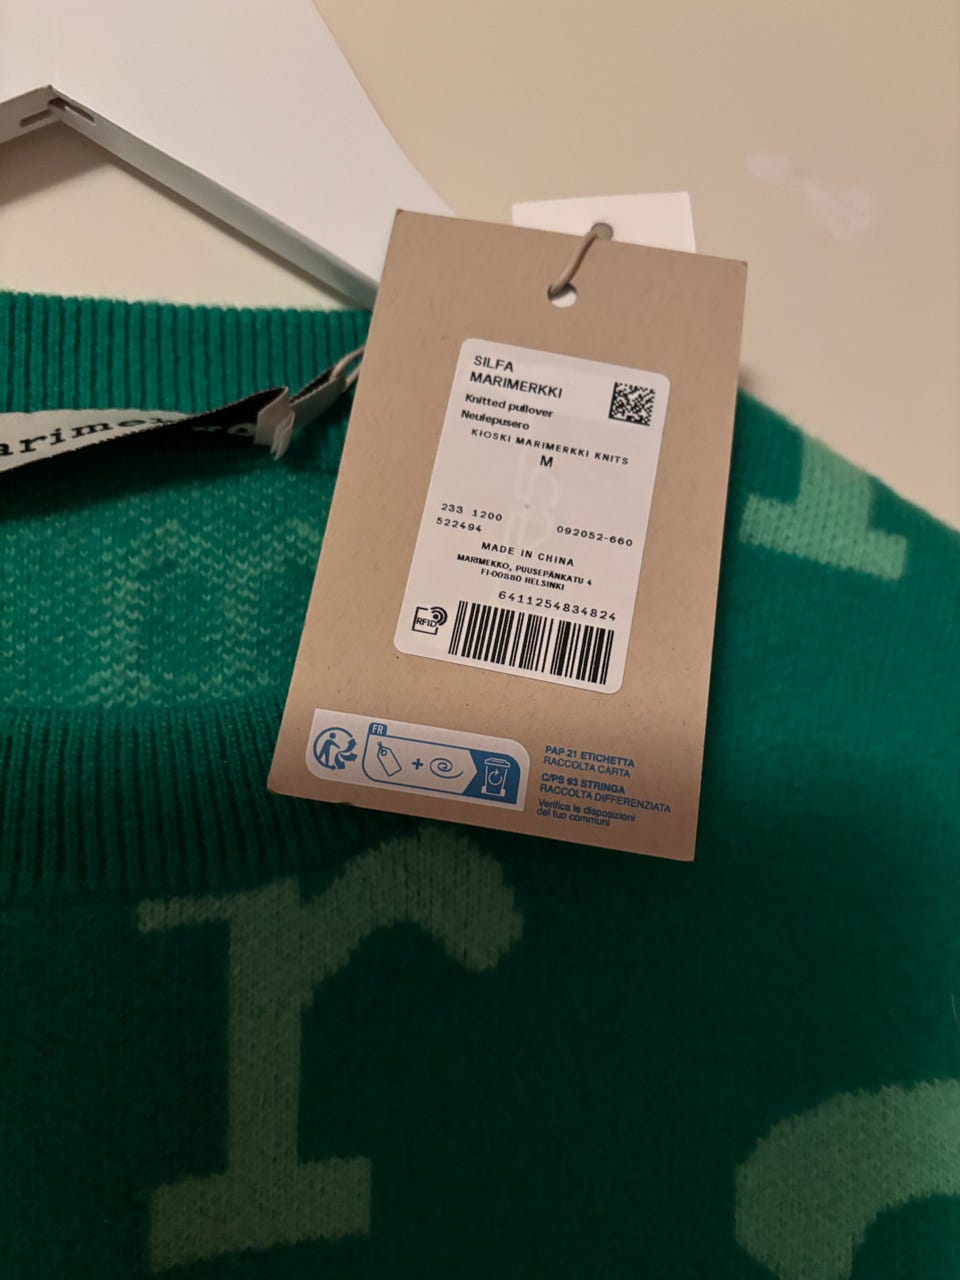 SILFA
MARIMERKKI
Knitted pullover
Neulepusero
KIOSKI MARIMERKKI KNITS
M
233 1200
522494
092052-660
MADE IN CHINA
MARIMEKKO, PUUSEPÄNKATU 4
FI-00880 HELSINKI
6411254834824
RFID
FR
+
PAP 21 ETICHETTA
RACCOLTA CARTA
C/PS 93 STRINGA
RACCOLTA DIFFERENZIATA
Verifica le disposizioni
del tuo communi
r